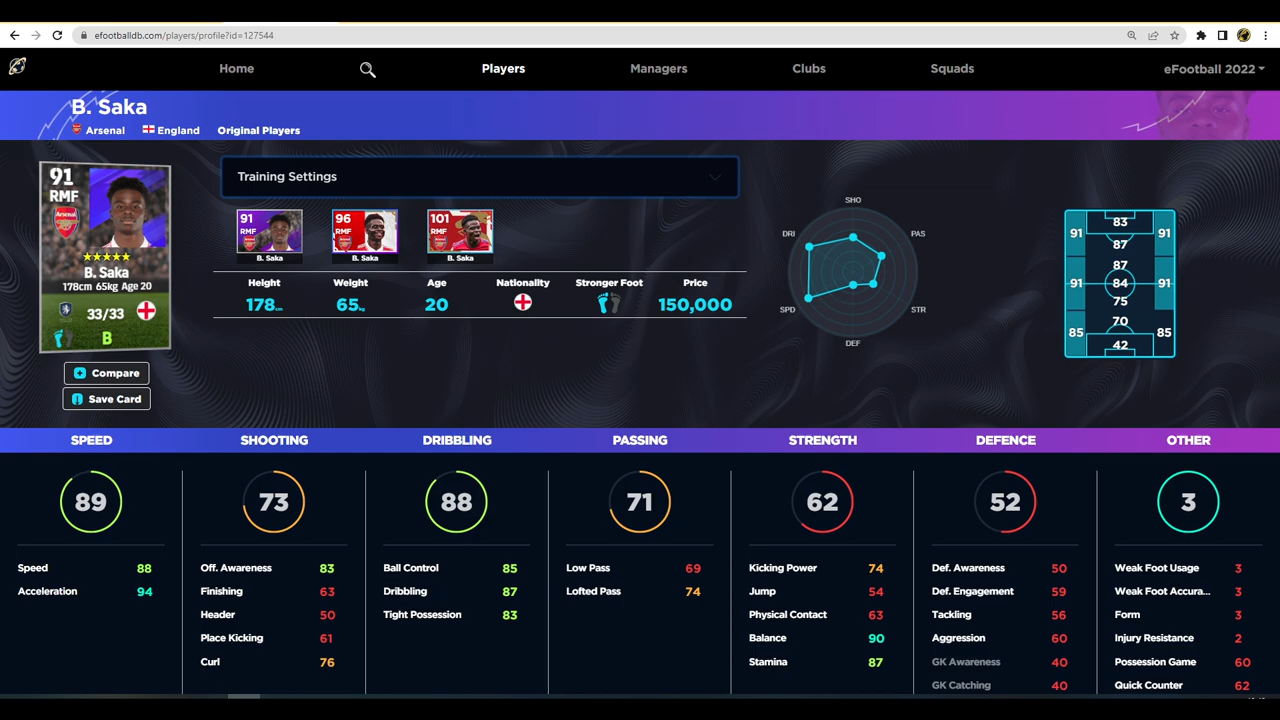 efootballdb.com/players/profile?id=127544
Home Players Managers Clubs Squads eFootball 2022
B. Saka
Arsenal England Original Players
Training Settings
91
RMF
Arsenal
B. Saka
178cm 65kg Age 20
33/33
B
Compare
Save Card
91 RMF B. Saka
96 RMF B. Saka
101 RMF B. Saka
Height Weight Age Nationality Stronger Foot Price
178cm 65kg 20 150,000
SHO
DRI PAS
SPD STR
DEF
83
91 91
87
87
91 84 91
75
70
85 85
42
SPEED SHOOTING DRIBBLING PASSING STRENGTH DEFENCE OTHER
89 73 88 71 62 52 3
Speed 88 Off. Awareness 83 Ball Control 85 Low Pass 69 Kicking Power 74 Def. Awareness 50 Weak Foot Usage 3
Acceleration 94 Finishing 63 Dribbling 87 Lofted Pass 74 Jump 54 Def. Engagement 59 Weak Foot Accura... 3
Header 50 Tight Possession 83 Physical Contact 63 Tackling 56 Form 3
Place Kicking 61 Balance 90 Aggression 60 Injury Resistance 2
Curl 76 Stamina 87 GK Awareness 40 Possession Game 60
GK Catching 40 Quick Counter 62